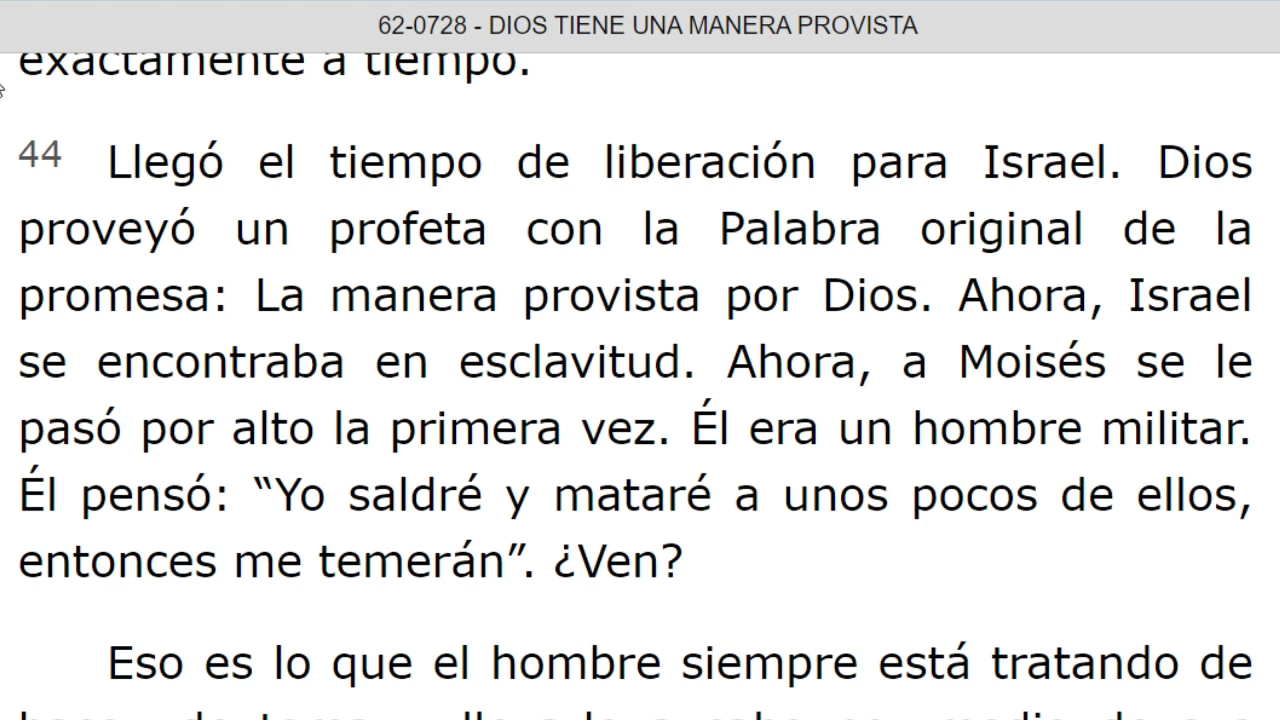 62-0728 - DIOS TIENE UNA MANERA PROVISTA
exactamente a tiempo.
44 Llegó el tiempo de liberación para Israel. Dios
proveyó un profeta con la Palabra original de la
promesa: La manera provista por Dios. Ahora, Israel
se encontraba en esclavitud. Ahora, a Moisés se le
pasó por alto la primera vez. Él era un hombre militar.
Él pensó: “Yo saldré y mataré a unos pocos de ellos,
entonces me temerán”. ¿Ven?
Eso es lo que el hombre siempre está tratando de